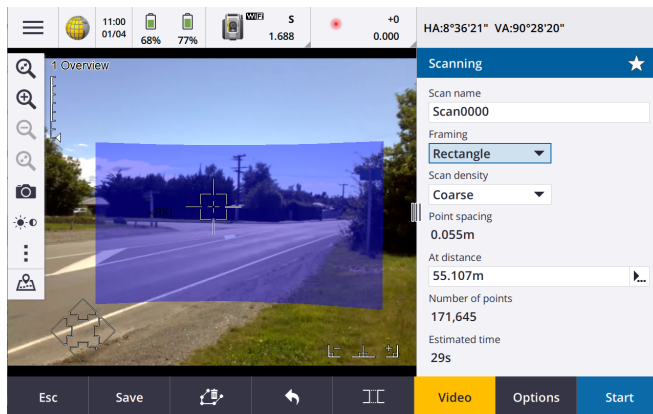 11:00
01/04
68%
77%
WiFi
S
1.688
+0
0.000
HA:8°36'21" VA:90°28'20"
1 Overview
Scanning
Scan name
Scan0000
Framing
Rectangle
Scan density
Coarse
Point spacing
0.055m
At distance
55.107m
Number of points
171,645
Estimated time
29s
Esc
Save
Video
Options
Start